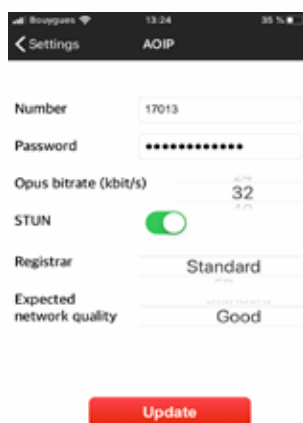 Bouygues 13:24 35 %
Settings AOIP
Number 17013
Password ••••••••••••
Opus bitrate (kbit/s) 32
STUN
Registrar Standard
Expected
network quality Good
Update